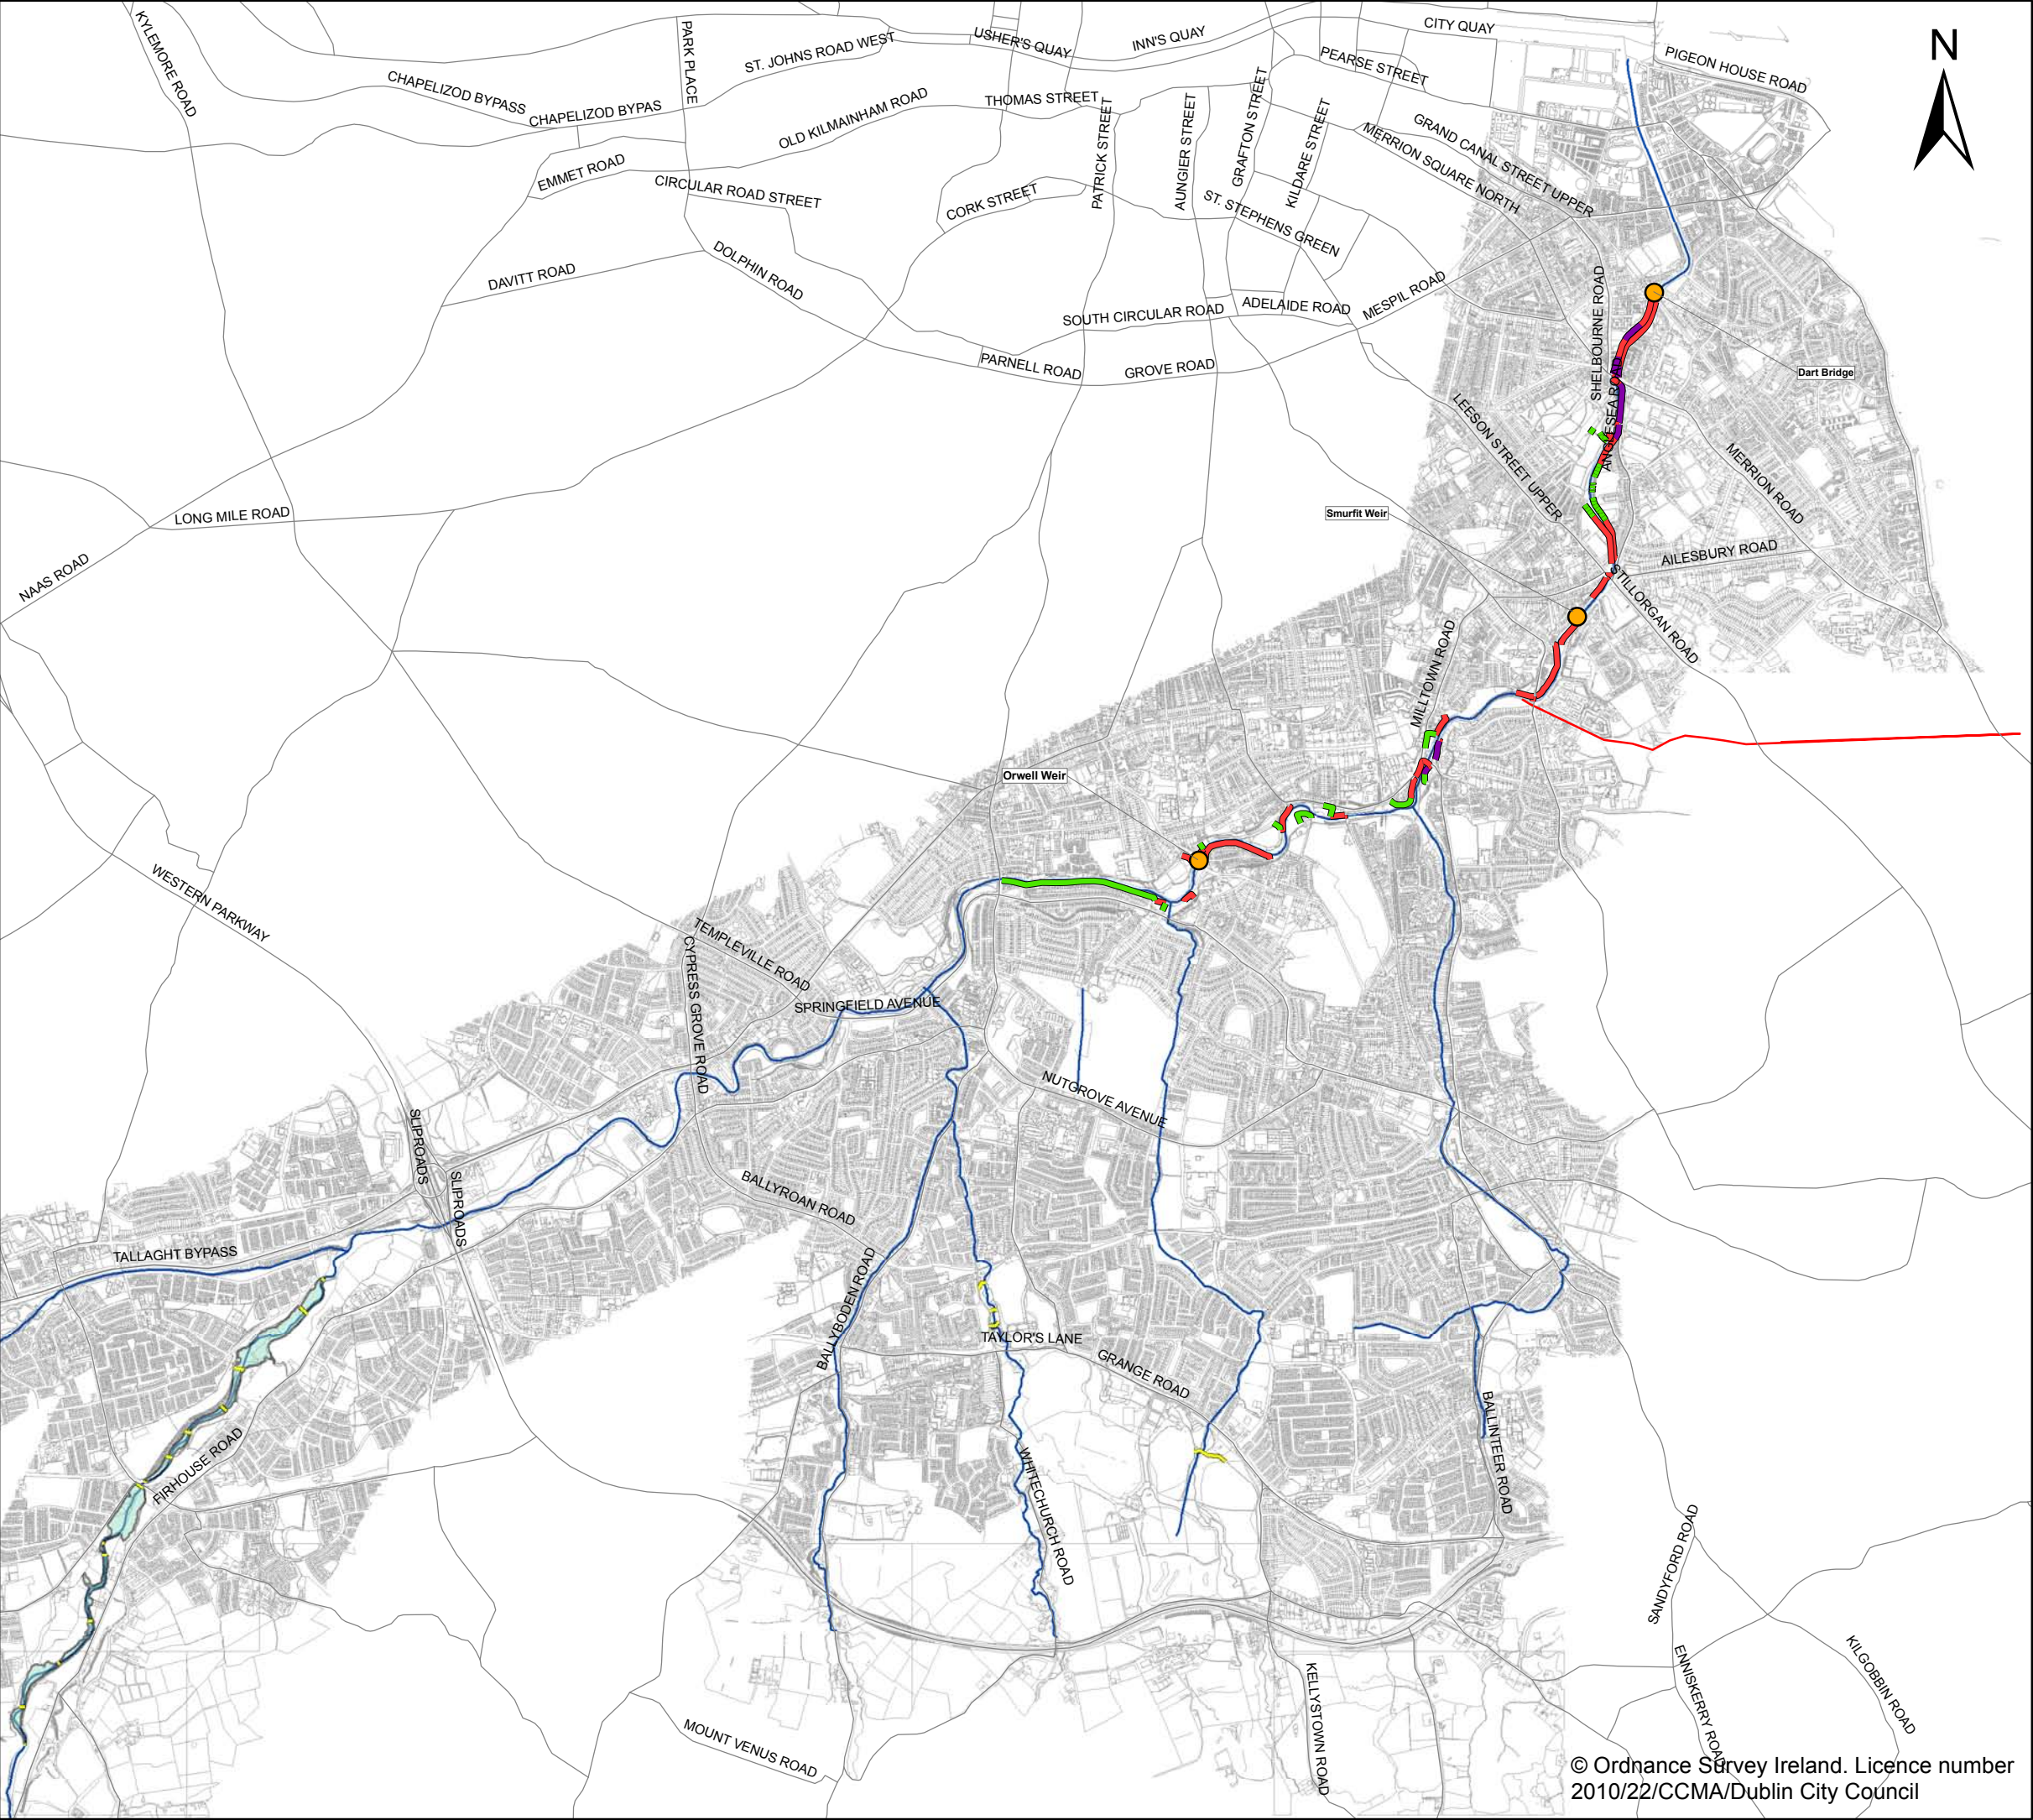 KYLEMORE ROAD
PARK PLACE
ST. JOHNS ROAD WEST
USHER'S QUAY
INN'S QUAY
CITY QUAY
N
PEARSE STREET
PIGEON HOUSE ROAD
CHAPELIZOD BYPASS
CHAPELIZOD BYPAS
OLD KILMAINHAM ROAD
THOMAS STREET
PATRICK STREET
AUNGIER STREET
GRAFTON STREET
KILDARE STREET
GRAND CANAL STREET UPPER
MERRION SQUARE NORTH
EMMET ROAD
CIRCULAR ROAD STREET
CORK STREET
ST. STEPHENS GREEN
DAVITT ROAD
DOLPHIN ROAD
SOUTH CIRCULAR ROAD
ADELAIDE ROAD
MESPIL ROAD
SHELBOURNE ROAD
PARNELL ROAD
GROVE ROAD
Dart Bridge
LEESON STREET UPPER
MERRION ROAD
LONG MILE ROAD
Smurfit Weir
NAAS ROAD
AILESBURY ROAD
STILLORGAN ROAD
MILLTOWN ROAD
Orwell Weir
WESTERN PARKWAY
TEMPLEVILLE ROAD
CYPRESS GROVE ROAD
SPRINGFIELD AVENUE
NUTGROVE AVENUE
SLIPROADS
SLIPROADS
BALLYROAN ROAD
TALLAGHT BYPASS
BALLYBODEN ROAD
TAYLOR'S LANE
GRANGE ROAD
FIRHOUSE ROAD
BALLINTEER ROAD
WHITECHURCH ROAD
SANDYFORD ROAD
KELLYSTOWN ROAD
ENNISKERRY ROAD
KILGOBBIN ROAD
MOUNT VENUS ROAD
© Ordnance Survey Ireland. Licence number
2010/22/CCMA/Dublin City Council